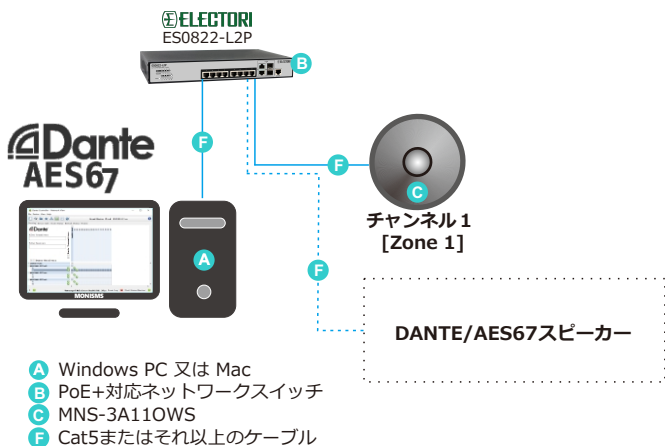 ELECTORI
ES0822-L2P
B
F
Dante
AES67
F
C
チャンネル 1
[Zone 1]
A
Dante
MONISMS
F
DANTE/AES67スピーカー
A Windows PC 又は Mac
B PoE+対応ネットワークスイッチ
C MNS-3A11OWS
F Cat5またはそれ以上のケーブル